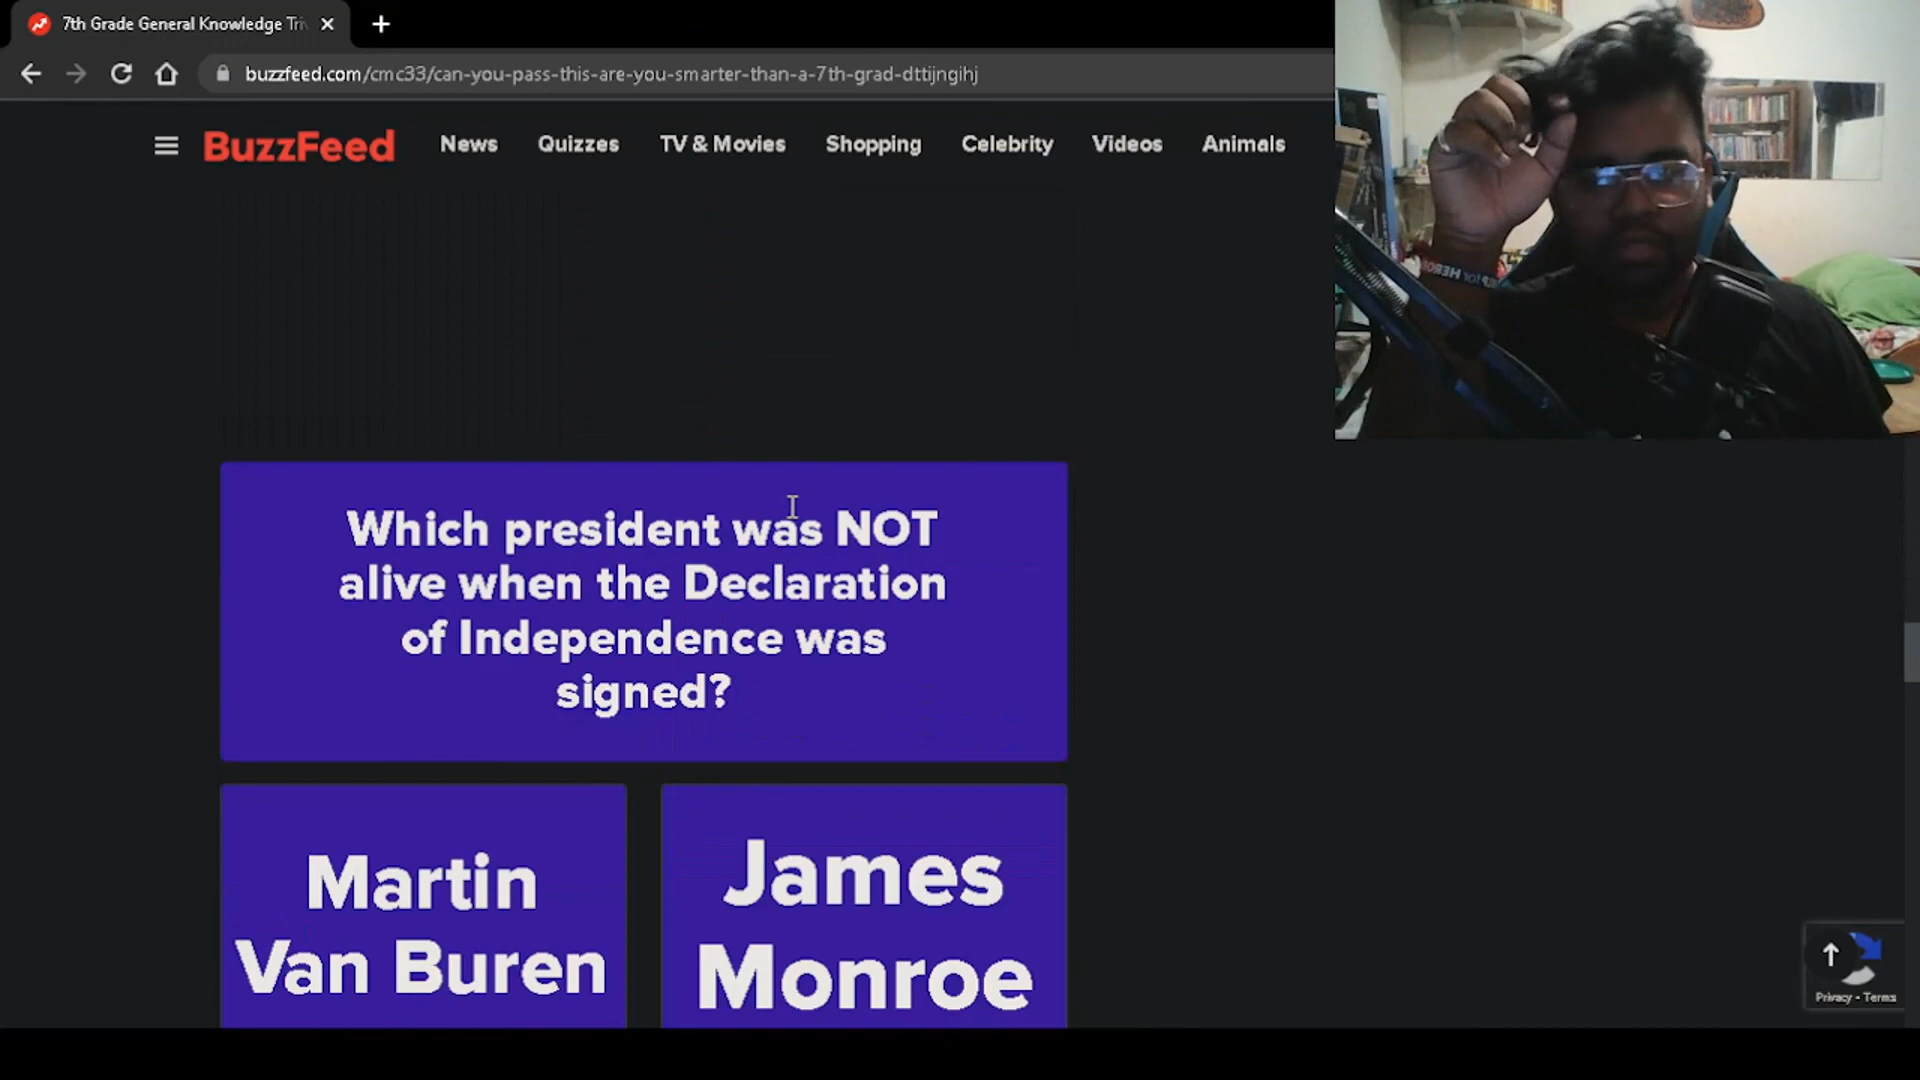 7th Grade General Knowledge Tri
buzzfeed.com/cmc33/can-you-pass-this-are-you-smarter-than-a-7th-grad-dttijngihj
BuzzFeed
News
Quizzes
TV & Movies
Shopping
Celebrity
Videos
Animals
Which president was NOT
alive when the Declaration
of Independence was
signed?
Martin
Van Buren
James
Monroe
Privacy - Terms